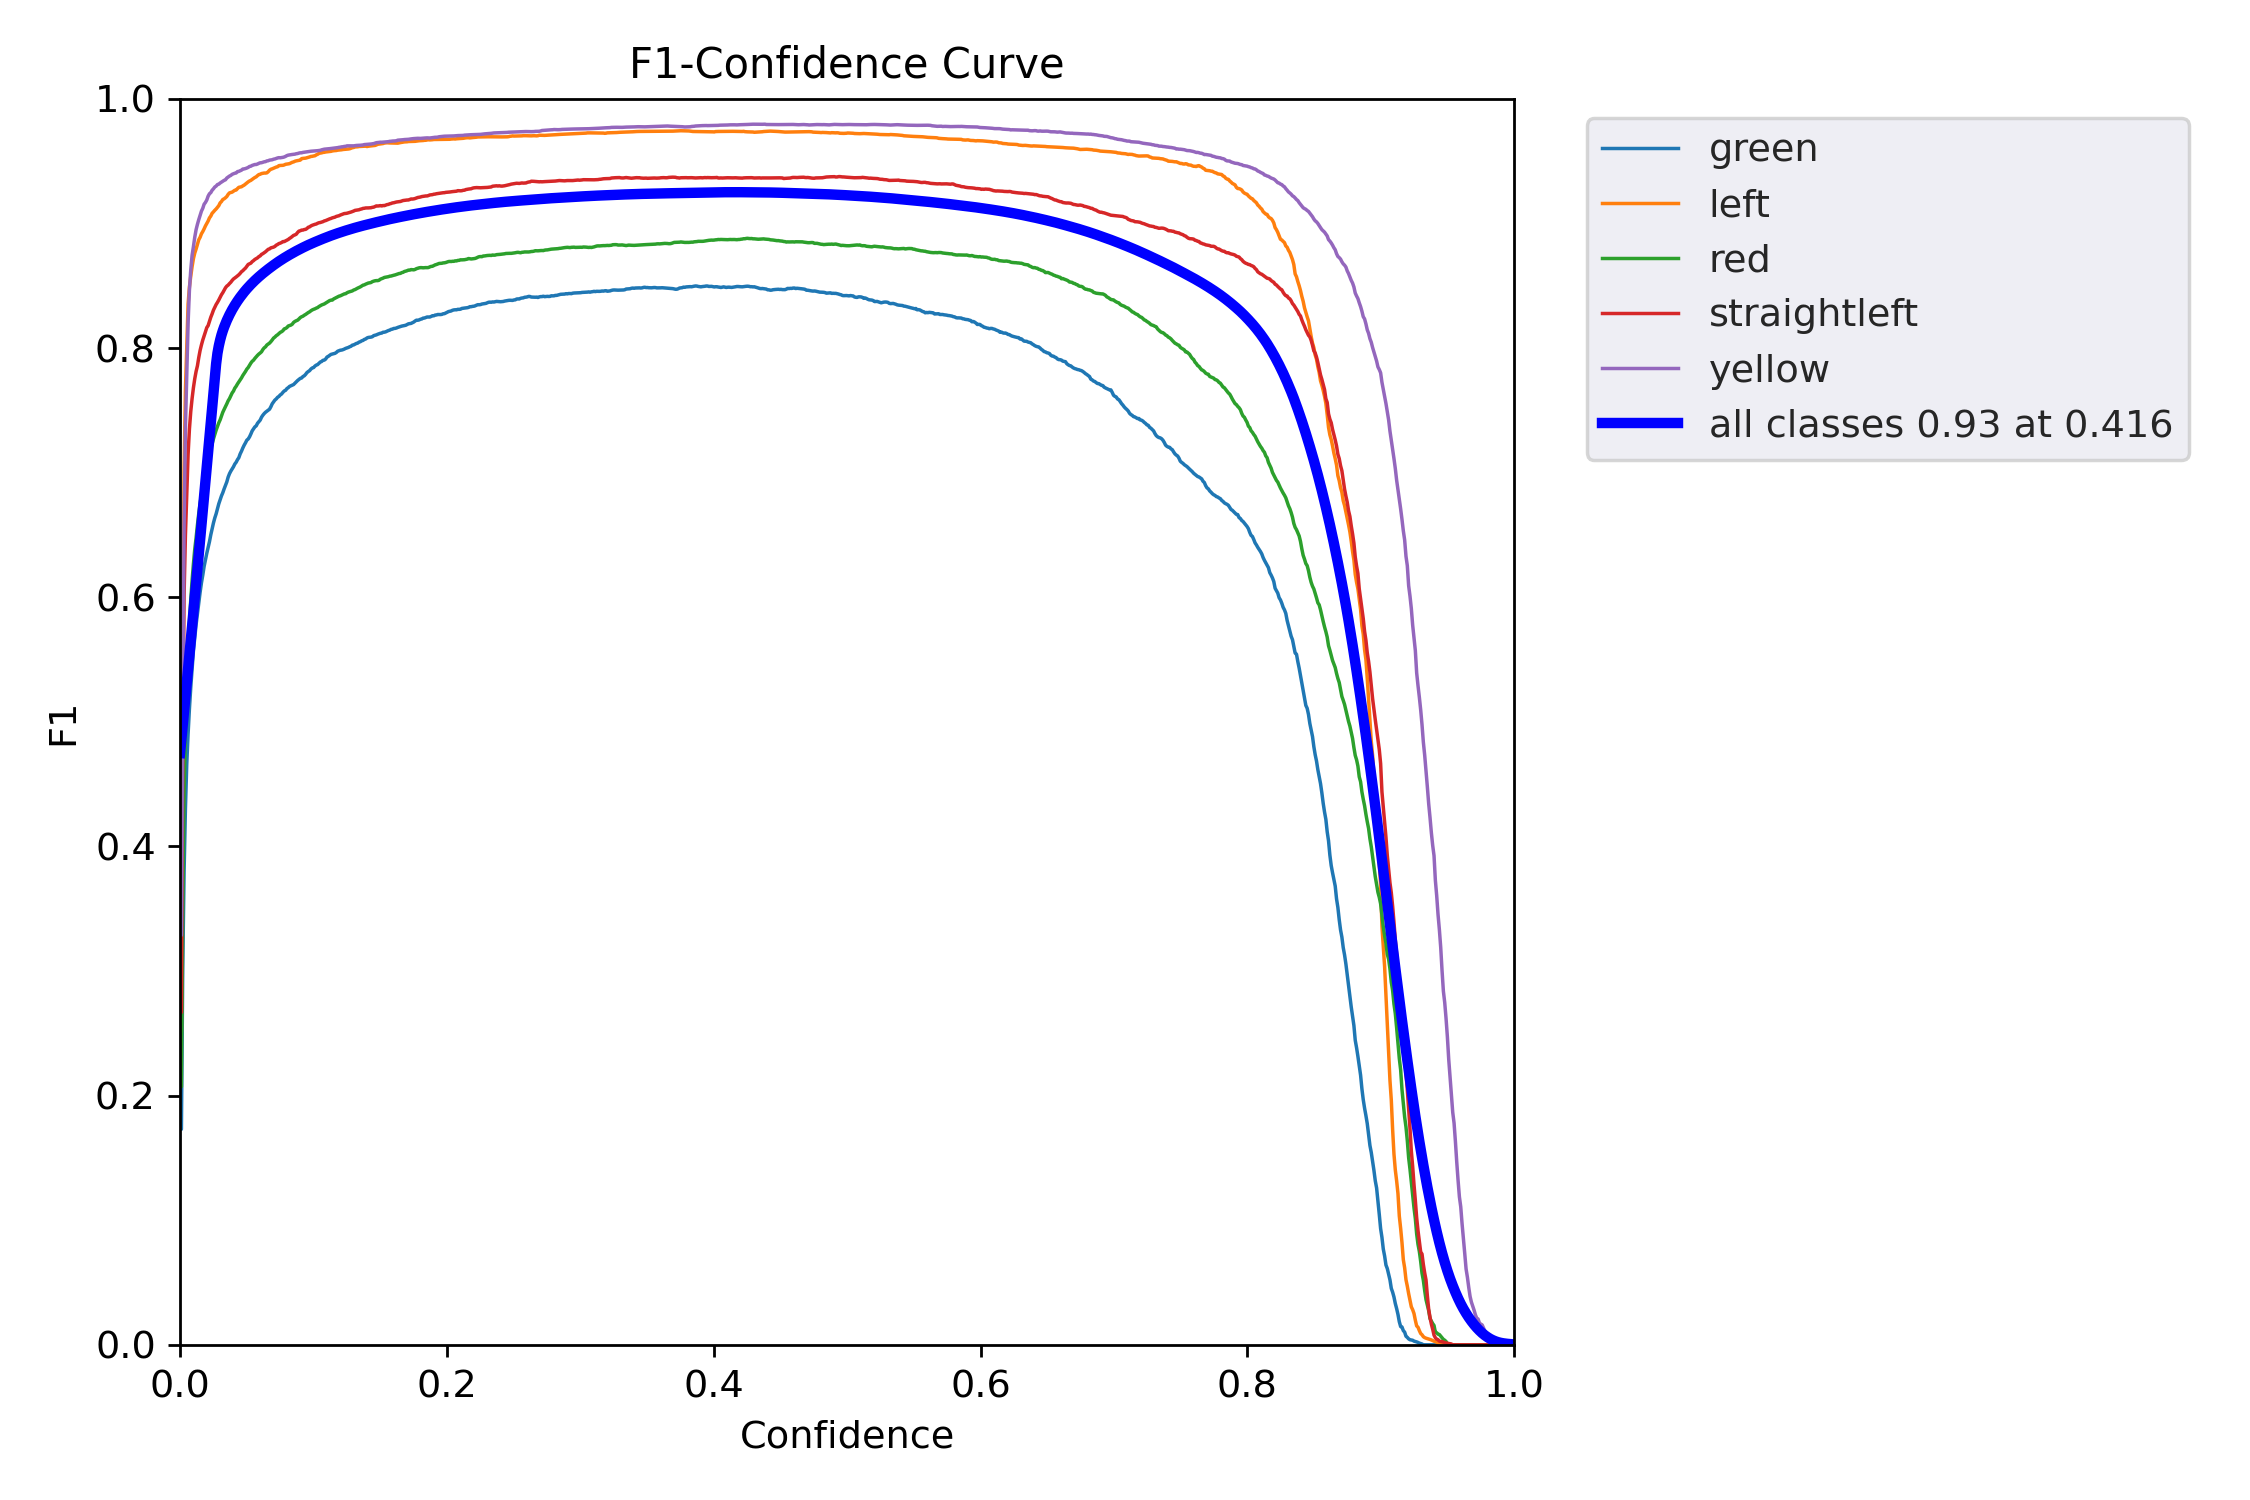 F1-Confidence Curve
1.0
0.8
0.6
0.4
0.2
0.0
F1
0.0 0.2 0.4 0.6 0.8 1.0
Confidence
green
left
red
straightleft
yellow
all classes 0.93 at 0.416